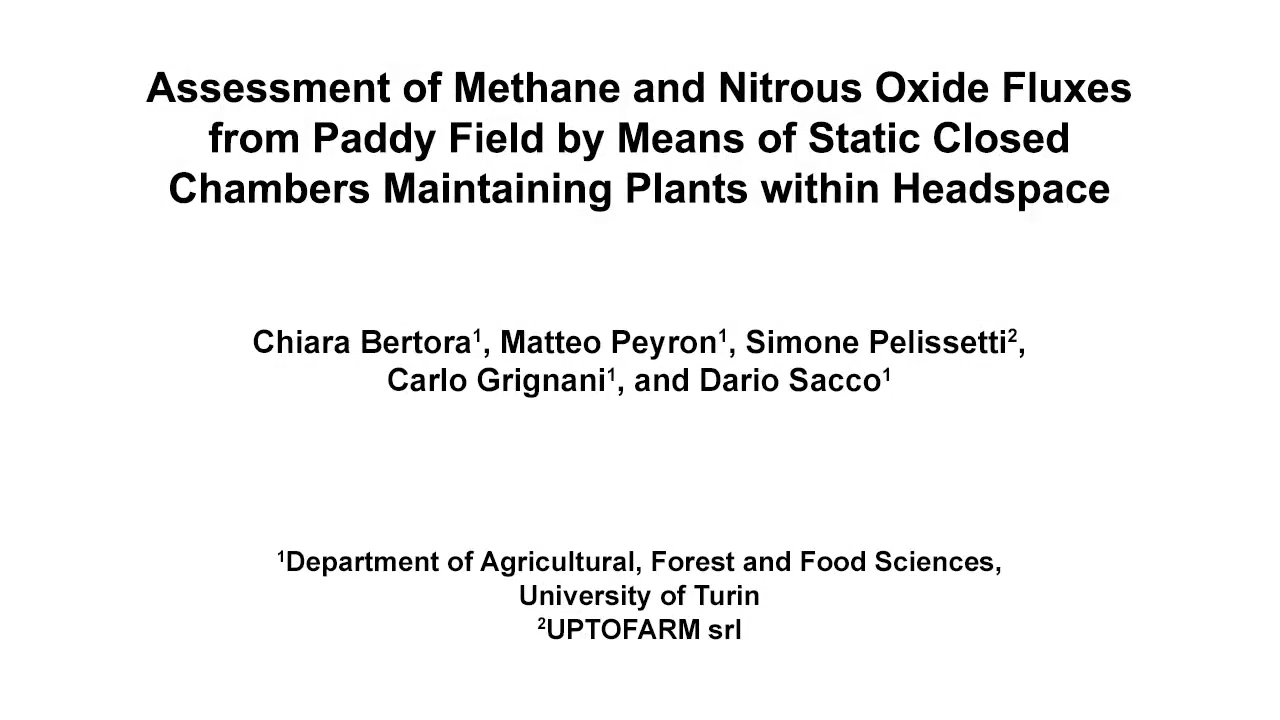 Assessment of Methane and Nitrous Oxide Fluxes
from Paddy Field by Means of Static Closed
Chambers Maintaining Plants within Headspace
Chiara Bertora¹, Matteo Peyron¹, Simone Pelissetti²,
Carlo Grignani¹, and Dario Sacco¹
¹Department of Agricultural, Forest and Food Sciences,
University of Turin
²UPTOFARM srl